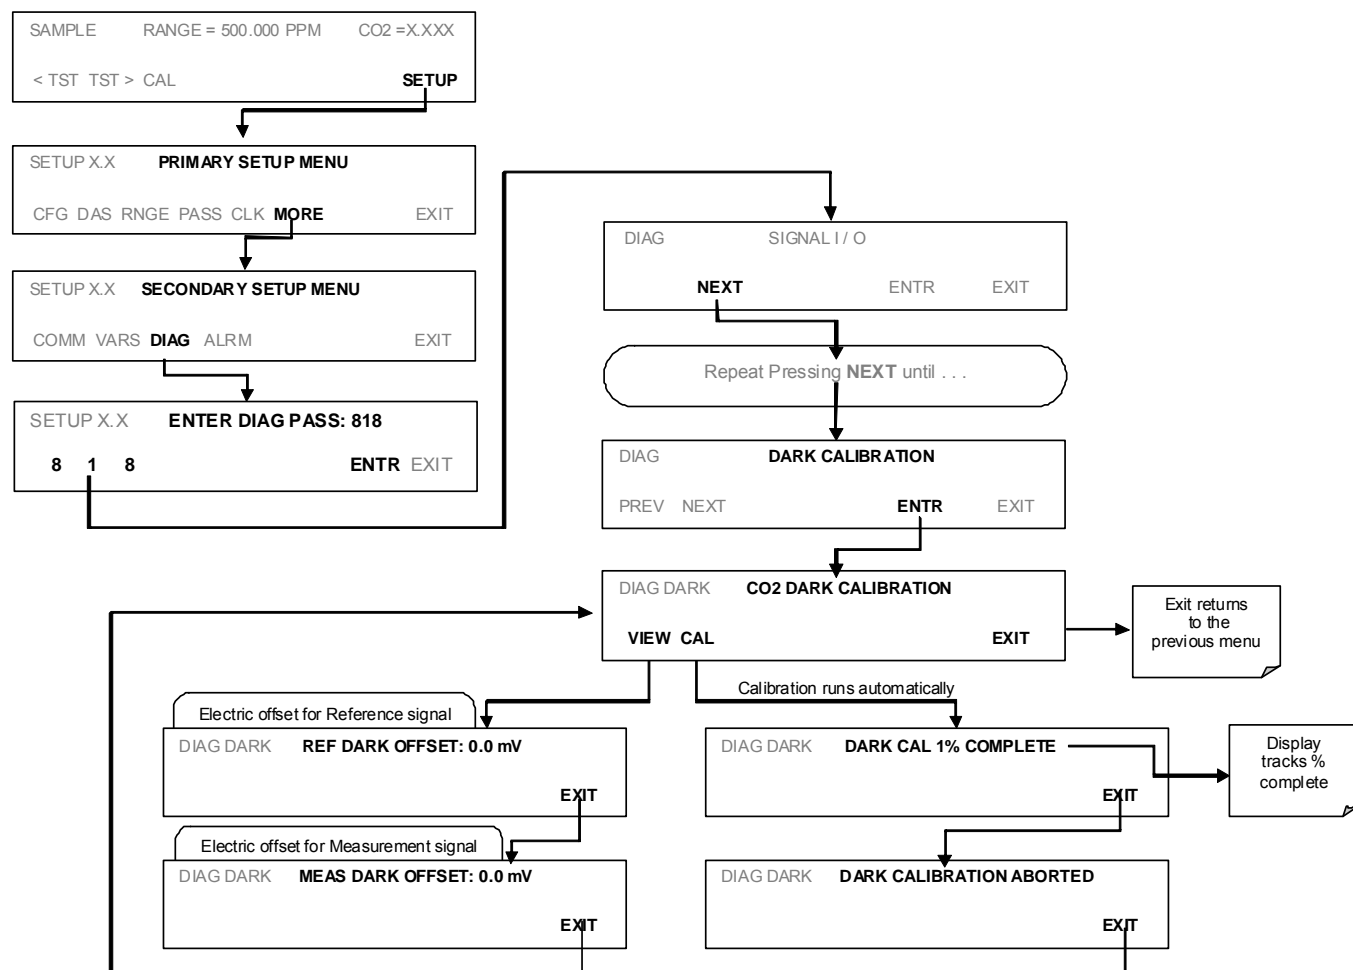 SAMPLE RANGE = 500.000 PPM CO2 =X.XXX
< TST TST > CAL SETUP
SETUP X.X PRIMARY SETUP MENU
CFG DAS RNGE PASS CLK MORE EXIT
SETUP X.X SECONDARY SETUP MENU
COMM VARS DIAG ALRM EXIT
SETUP X.X ENTER DIAG PASS: 818
8 1 8 ENTR EXIT
DIAG SIGNAL I / O
NEXT ENTR EXIT
Repeat Pressing NEXT until . . .
DIAG DARK CALIBRATION
PREV NEXT ENTR EXIT
DIAG DARK CO2 DARK CALIBRATION
VIEW CAL EXIT
Exit returns
to the
previous menu
Calibration runs automatically
Electric offset for Reference signal
DIAG DARK REF DARK OFFSET: 0.0 mV
EXIT
DIAG DARK DARK CAL 1% COMPLETE
EXIT
Display
tracks %
complete
Electric offset for Measurement signal
DIAG DARK MEAS DARK OFFSET: 0.0 mV
EXIT
DIAG DARK DARK CALIBRATION ABORTED
EXIT